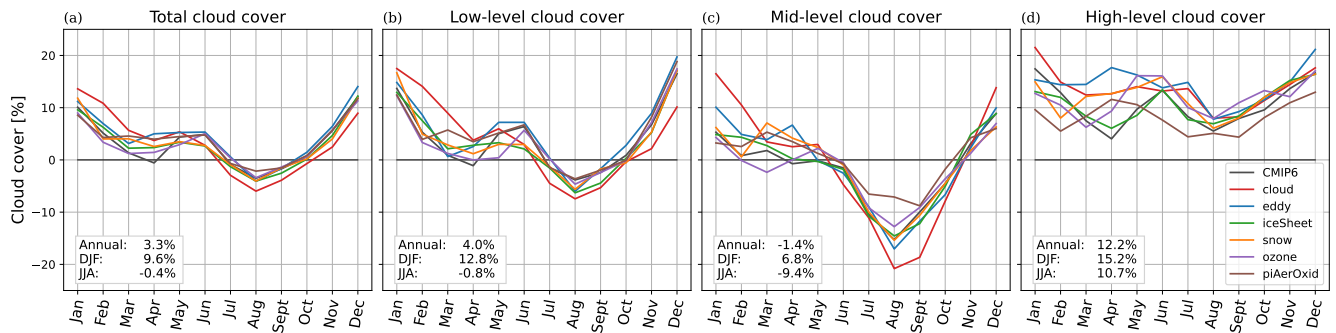 (a) Total cloud cover
(b) Low-level cloud cover
(c) Mid-level cloud cover
(d) High-level cloud cover
Cloud cover [%]
20
10
0
−10
−20
Annual: 3.3%
DJF: 9.6%
JJA: -0.4%
Annual: 4.0%
DJF: 12.8%
JJA: -0.8%
Annual: -1.4%
DJF: 6.8%
JJA: -9.4%
Annual: 12.2%
DJF: 15.2%
JJA: 10.7%
CMIP6
cloud
eddy
iceSheet
snow
ozone
piAerOxid
Jan Feb Mar Apr May Jun Jul Aug Sept Oct Nov Dec
Jan Feb Mar Apr May Jun Jul Aug Sept Oct Nov Dec
Jan Feb Mar Apr May Jun Jul Aug Sept Oct Nov Dec
Jan Feb Mar Apr May Jun Jul Aug Sept Oct Nov Dec